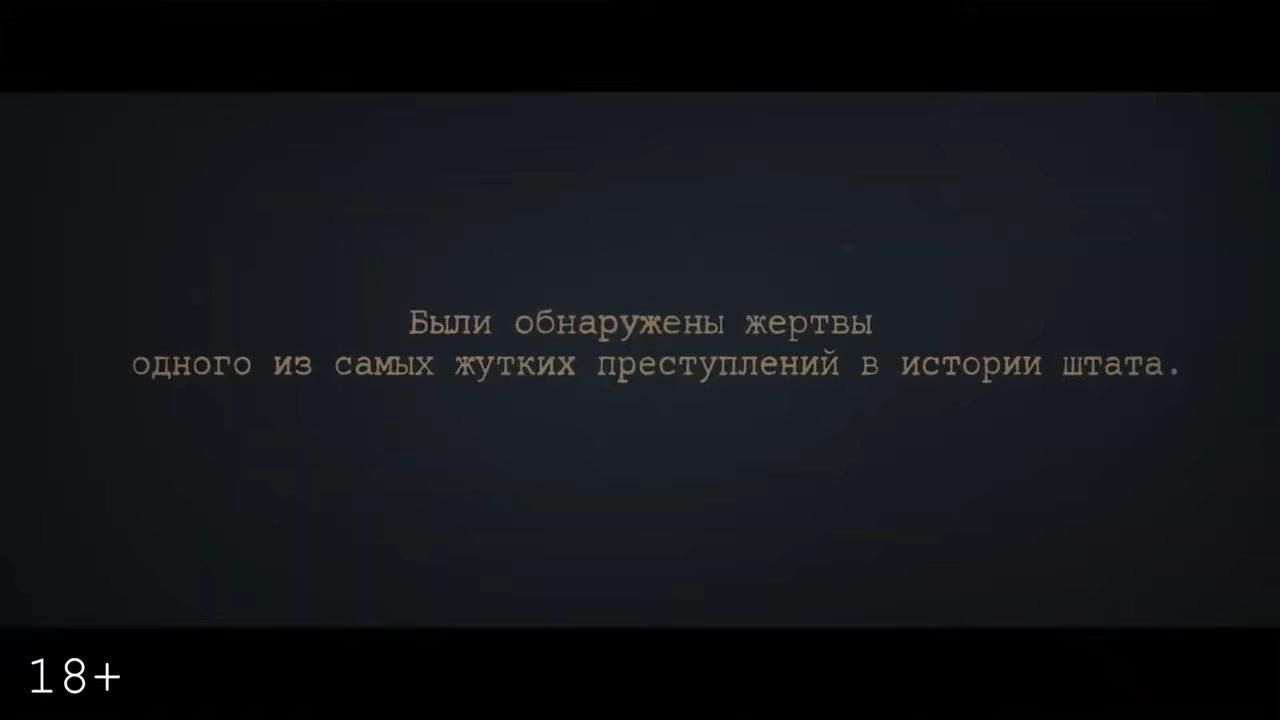 Были обнаружены жертвы
одного из самых жутких преступлений в истории штата.
18+